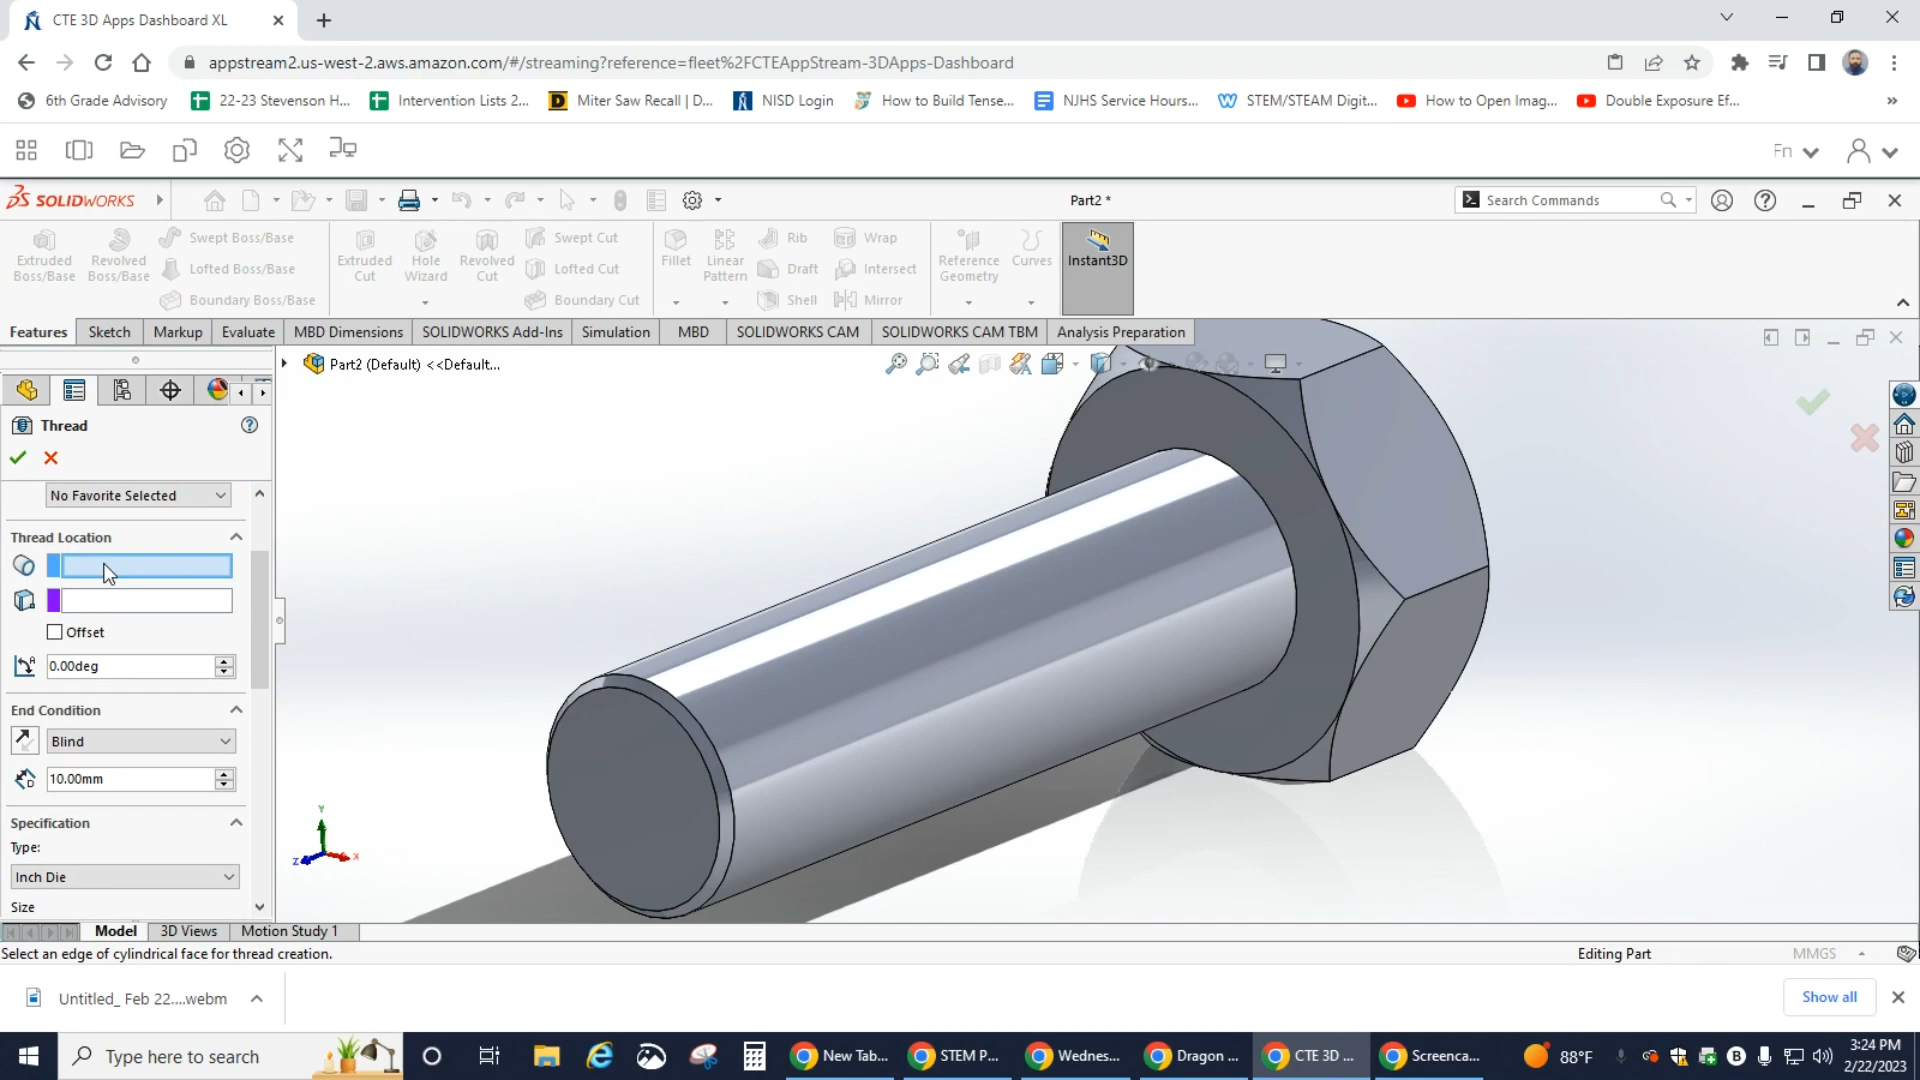 CTE 3D Apps Dashboard XL
appstream2.us-west-2.aws.amazon.com/#/streaming?reference=fleet%2FCTEAppStream-3DApps-Dashboard
6th Grade Advisory
22-23 Stevenson H...
Intervention Lists 2...
Miter Saw Recall | D...
NISD Login
How to Build Tense...
NJHS Service Hours...
STEM/STEAM Digit...
How to Open Imag...
Double Exposure Ef...
»
Fn
SOLIDWORKS
Part2 *
Search Commands
Extruded Boss/Base
Revolved Boss/Base
Swept Boss/Base
Lofted Boss/Base
Boundary Boss/Base
Extruded Cut
Hole Wizard
Revolved Cut
Swept Cut
Lofted Cut
Boundary Cut
Fillet
Linear Pattern
Rib
Draft
Shell
Wrap
Intersect
Mirror
Reference Geometry
Curves
Instant3D
Features
Sketch
Markup
Evaluate
MBD Dimensions
SOLIDWORKS Add-Ins
Simulation
MBD
SOLIDWORKS CAM
SOLIDWORKS CAM TBM
Analysis Preparation
Part2 (Default) <<Default...
Thread
No Favorite Selected
Thread Location
Offset
0.00deg
End Condition
Blind
10.00mm
Specification
Type:
Inch Die
Size
Y
Z
X
Model
3D Views
Motion Study 1
Select an edge of cylindrical face for thread creation.
Editing Part
MMGS
Untitled_ Feb 22....webm
Show all
Type here to search
New Tab...
STEM P...
Wednes...
Dragon ...
CTE 3D ...
Screenca...
88°F
3:24 PM
2/22/2023